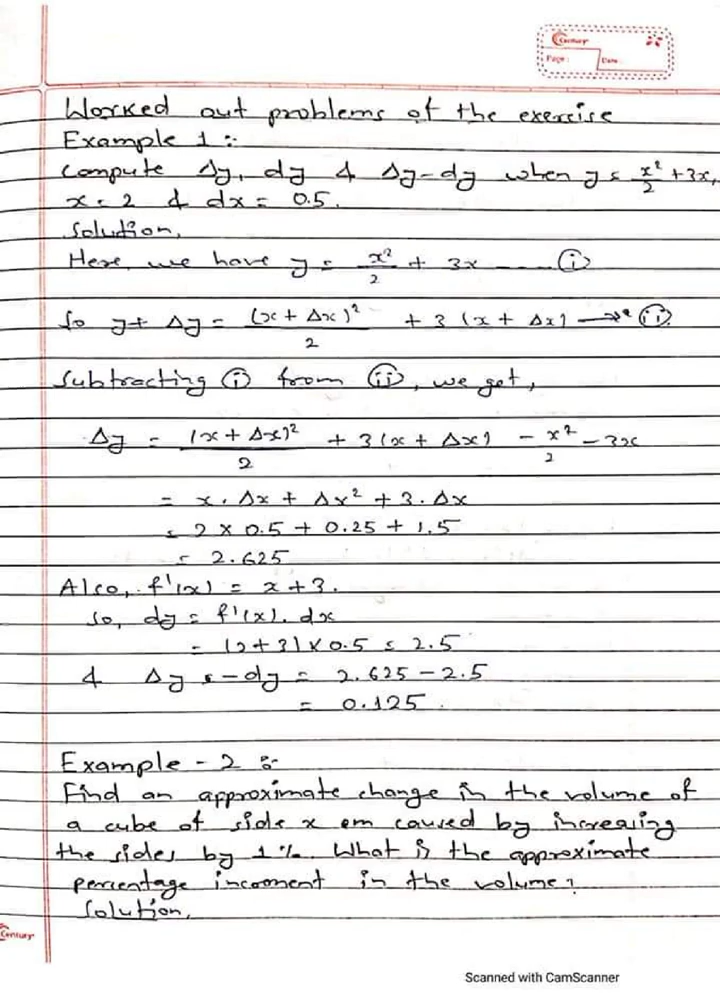 Century
Page :
Date :
Worked out problems of the exercise
Example 1 :-
Compute Δy, dy & Δy-dy when y = x²/2 + 3x,
x = 2 & dx = 0.5.
Solution,
Here, we have y = x²/2 + 3x ---- (i)
So y + Δy = (x + Δx)²/2 + 3(x + Δx) → (ii)
Subtracting (i) from (ii), we get,
Δy = (x + Δx)²/2 + 3(x + Δx) - x²/2 - 3x
= x. Δx + Δx² + 3. Δx
= 2 × 0.5 + 0.25 + 1.5
= 2.625
Also, f'(x) = x + 3.
So, dy = f'(x). dx
= (2+3) × 0.5 = 2.5
& Δy - dy = 2.625 - 2.5
= 0.125.
Example - 2 :-
Find an approximate change in the volume of
a cube of side x cm caused by increasing
the sides by 1%. What is the approximate
percentage incoment in the volume?
Solution,
Century
Scanned with CamScanner